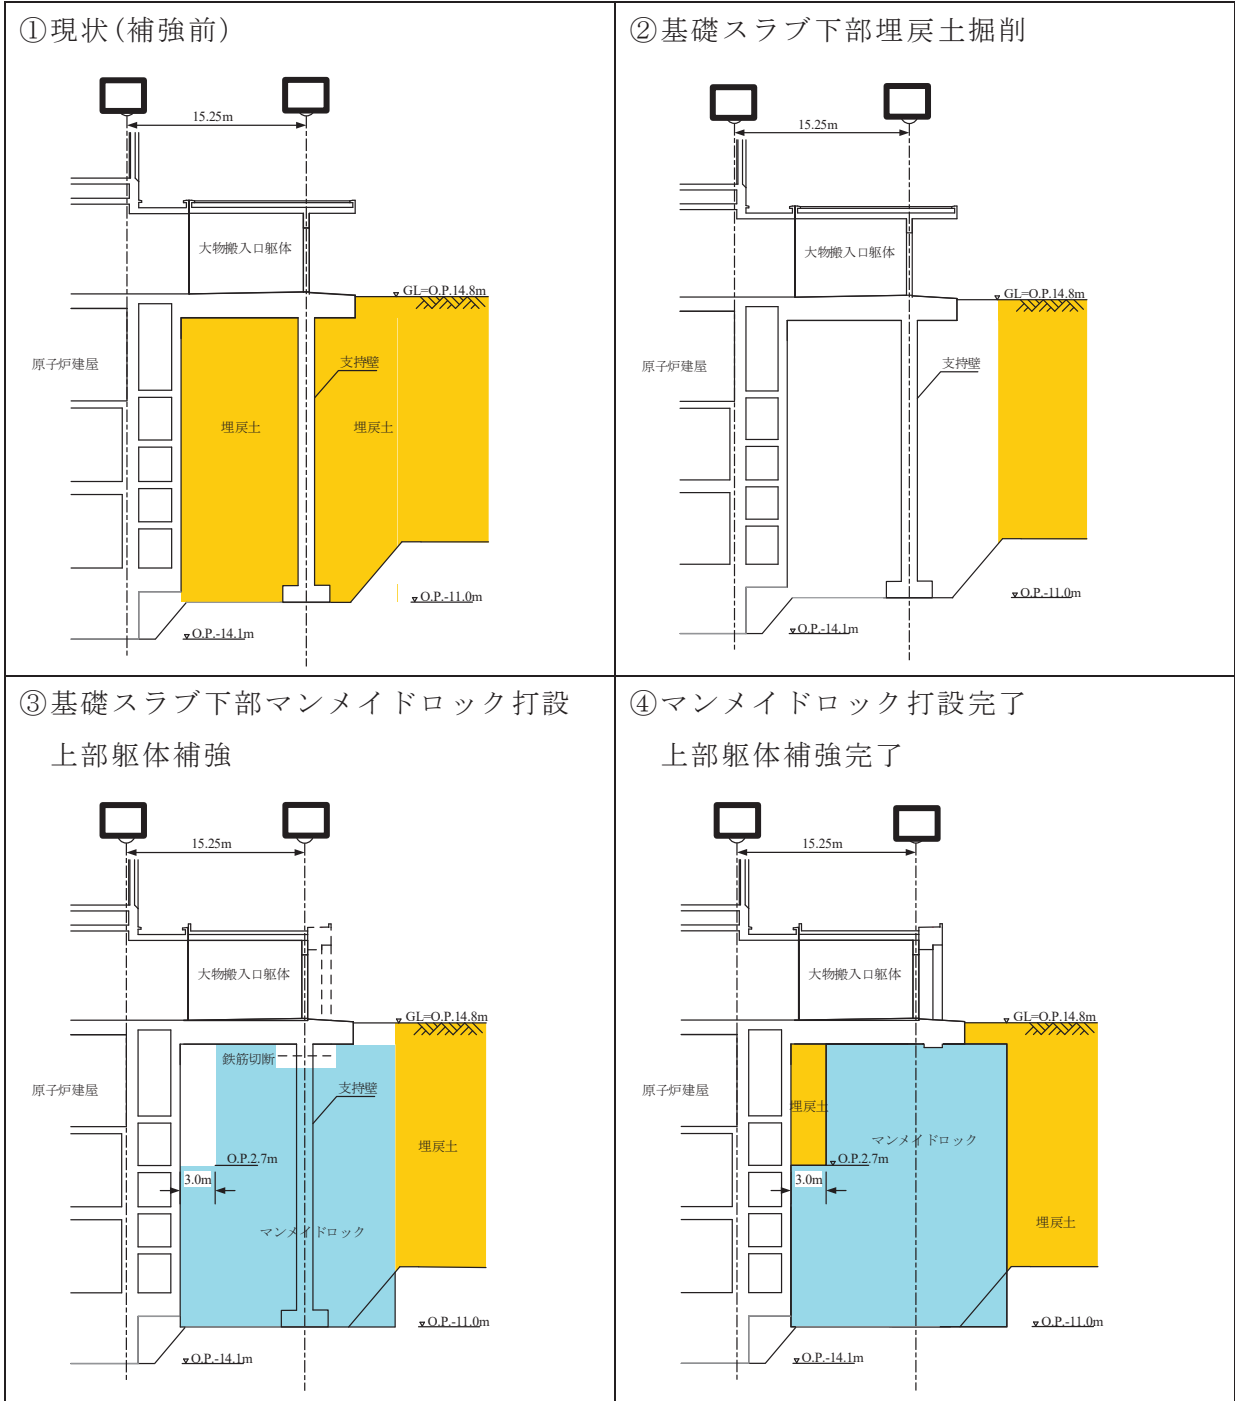 ①現状(補強前)
15.25m
大物搬入口躯体
GL=O.P.14.8m
原子炉建屋
支持壁
埋戻土
埋戻土
O.P.-11.0m
O.P.-14.1m
②基礎スラブ下部埋戻土掘削
15.25m
大物搬入口躯体
GL=O.P.14.8m
原子炉建屋
支持壁
O.P.-11.0m
O.P.-14.1m
③基礎スラブ下部マンメイドロック打設
上部躯体補強
15.25m
大物搬入口躯体
GL=O.P.14.8m
鉄筋切断
原子炉建屋
支持壁
埋戻土
O.P.2.7m
3.0m
マンメイドロック
O.P.-11.0m
O.P.-14.1m
④マンメイドロック打設完了
上部躯体補強完了
15.25m
大物搬入口躯体
GL=O.P.14.8m
原子炉建屋
埋戻土
マンメイドロック
O.P.2.7m
3.0m
埋戻土
O.P.-11.0m
O.P.-14.1m